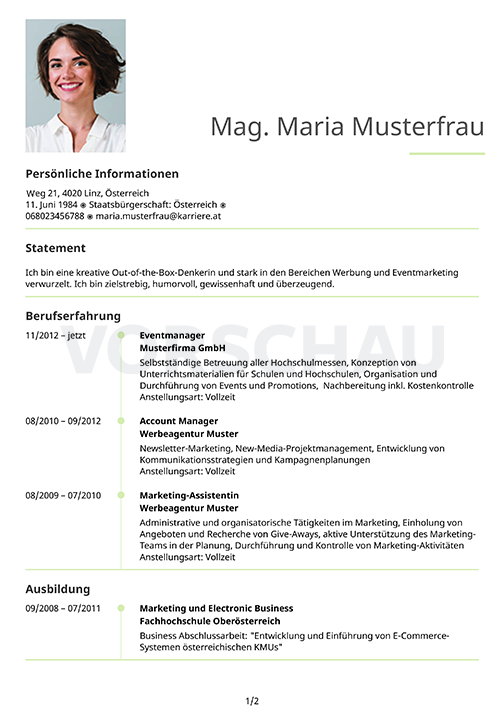 Mag. Maria Musterfrau
Persönliche Informationen
Weg 21, 4020 Linz, Österreich
11. Juni 1984 ◉ Staatsbürgerschaft: Österreich ◉
068023456788 ◉ maria.musterfrau@karriere.at
Statement
Ich bin eine kreative Out-of-the-Box-Denkerin und stark in den Bereichen Werbung und Eventmarketing
verwurzelt. Ich bin zielstrebig, humorvoll, gewissenhaft und überzeugend.
Berufserfahrung
VORSCHAU
11/2012 – jetzt
Eventmanager
Musterfirma GmbH
Selbstständige Betreuung aller Hochschulmessen, Konzeption von
Unterrichtsmaterialien für Schulen und Hochschulen, Organisation und
Durchführung von Events und Promotions, Nachbereitung inkl. Kostenkontrolle
Anstellungsart: Vollzeit
08/2010 – 09/2012
Account Manager
Werbeagentur Muster
Newsletter-Marketing, New-Media-Projektmanagement, Entwicklung von
Kommunikationsstrategien und Kampagnenplanungen
Anstellungsart: Vollzeit
08/2009 – 07/2010
Marketing-Assistentin
Werbeagentur Muster
Administrative und organisatorische Tätigkeiten im Marketing, Einholung von
Angeboten und Recherche von Give-Aways, aktive Unterstützung des Marketing-
Teams in der Planung, Durchführung und Kontrolle von Marketing-Aktivitäten
Anstellungsart: Vollzeit
Ausbildung
09/2008 – 07/2011
Marketing und Electronic Business
Fachhochschule Oberösterreich
Business Abschlussarbeit: "Entwicklung und Einführung von E-Commerce-
Systemen österreichischen KMUs"
1/2